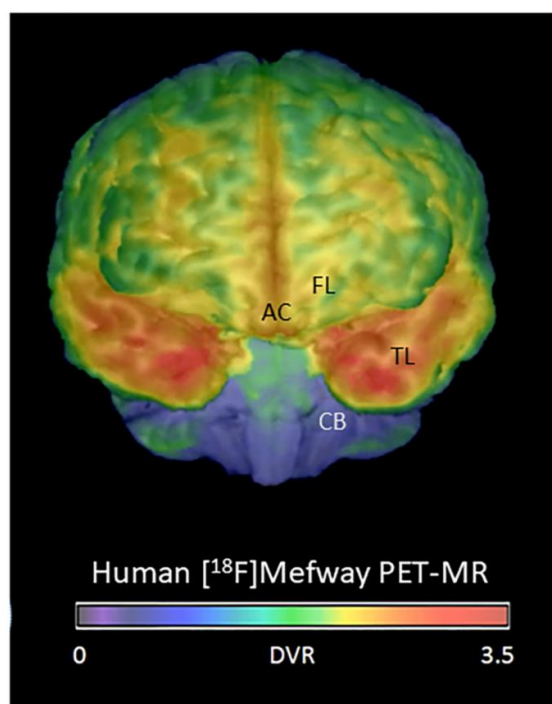 FL
AC
TL
CB
Human [¹⁸F]Mefway PET-MR
0 DVR 3.5